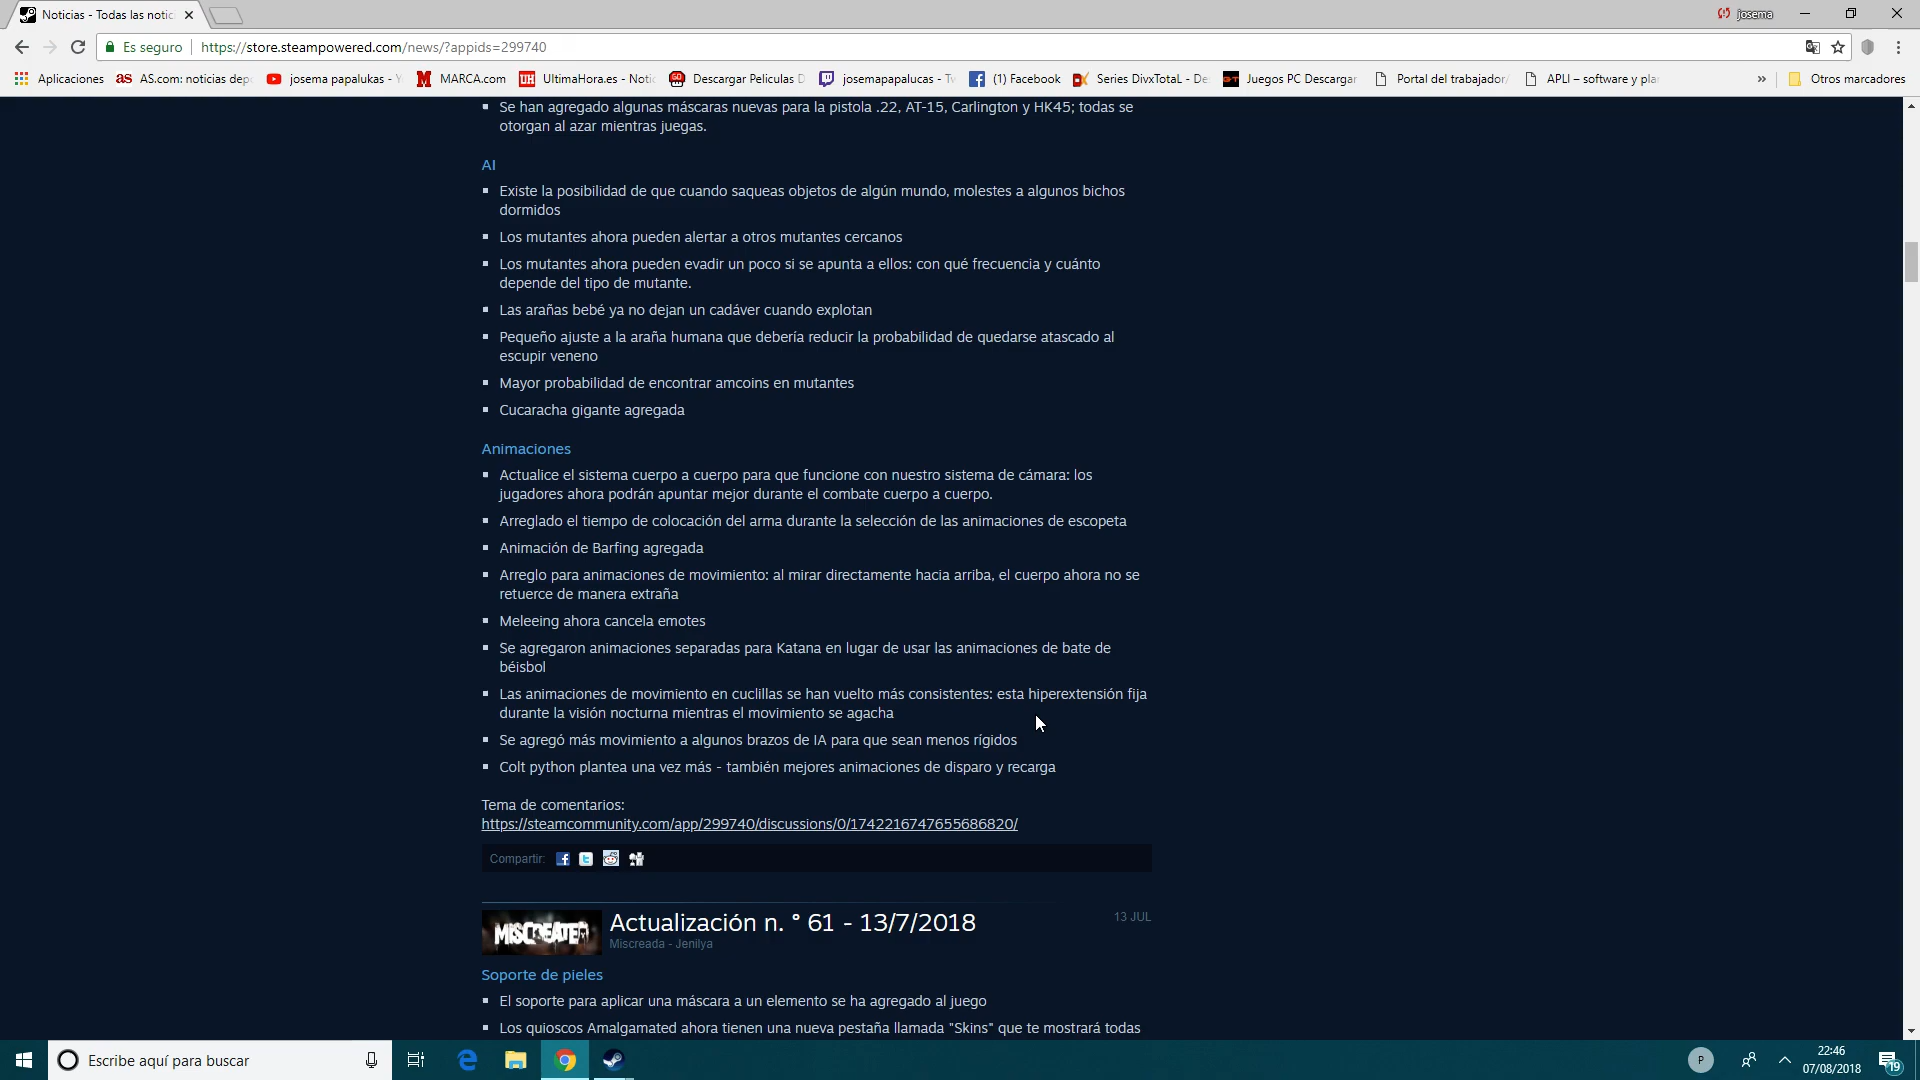 Noticias - Todas las notic
josema
Es seguro
https://store.steampowered.com/news/?appids=299740
Aplicaciones
AS.com: noticias dep
josema papalukas - Y
MARCA.com
UltimaHora.es - Notic
Descargar Peliculas D
josemapapalucas - Tw
(1) Facebook
Series DivxTotaL - De
Juegos PC Descargar
Portal del trabajador
APLI – software y pla
»
Otros marcadores
Se han agregado algunas máscaras nuevas para la pistola .22, AT-15, Carlington y HK45; todas se
otorgan al azar mientras juegas.
AI
Existe la posibilidad de que cuando saqueas objetos de algún mundo, molestes a algunos bichos
dormidos
Los mutantes ahora pueden alertar a otros mutantes cercanos
Los mutantes ahora pueden evadir un poco si se apunta a ellos: con qué frecuencia y cuánto
depende del tipo de mutante.
Las arañas bebé ya no dejan un cadáver cuando explotan
Pequeño ajuste a la araña humana que debería reducir la probabilidad de quedarse atascado al
escupir veneno
Mayor probabilidad de encontrar amcoins en mutantes
Cucaracha gigante agregada
Animaciones
Actualice el sistema cuerpo a cuerpo para que funcione con nuestro sistema de cámara: los
jugadores ahora podrán apuntar mejor durante el combate cuerpo a cuerpo.
Arreglado el tiempo de colocación del arma durante la selección de las animaciones de escopeta
Animación de Barfing agregada
Arreglo para animaciones de movimiento: al mirar directamente hacia arriba, el cuerpo ahora no se
retuerce de manera extraña
Meleeing ahora cancela emotes
Se agregaron animaciones separadas para Katana en lugar de usar las animaciones de bate de
béisbol
Las animaciones de movimiento en cuclillas se han vuelto más consistentes: esta hiperextensión fija
durante la visión nocturna mientras el movimiento se agacha
Se agregó más movimiento a algunos brazos de IA para que sean menos rígidos
Colt python plantea una vez más - también mejores animaciones de disparo y recarga
Tema de comentarios:
https://steamcommunity.com/app/299740/discussions/0/1742216747655686820/
Compartir:
MISCREATED
Actualización n. ° 61 - 13/7/2018
13 JUL
Miscreada - Jenilya
Soporte de pieles
El soporte para aplicar una máscara a un elemento se ha agregado al juego
Los quioscos Amalgamated ahora tienen una nueva pestaña llamada "Skins" que te mostrará todas
Escribe aquí para buscar
P
22:46
07/08/2018
19